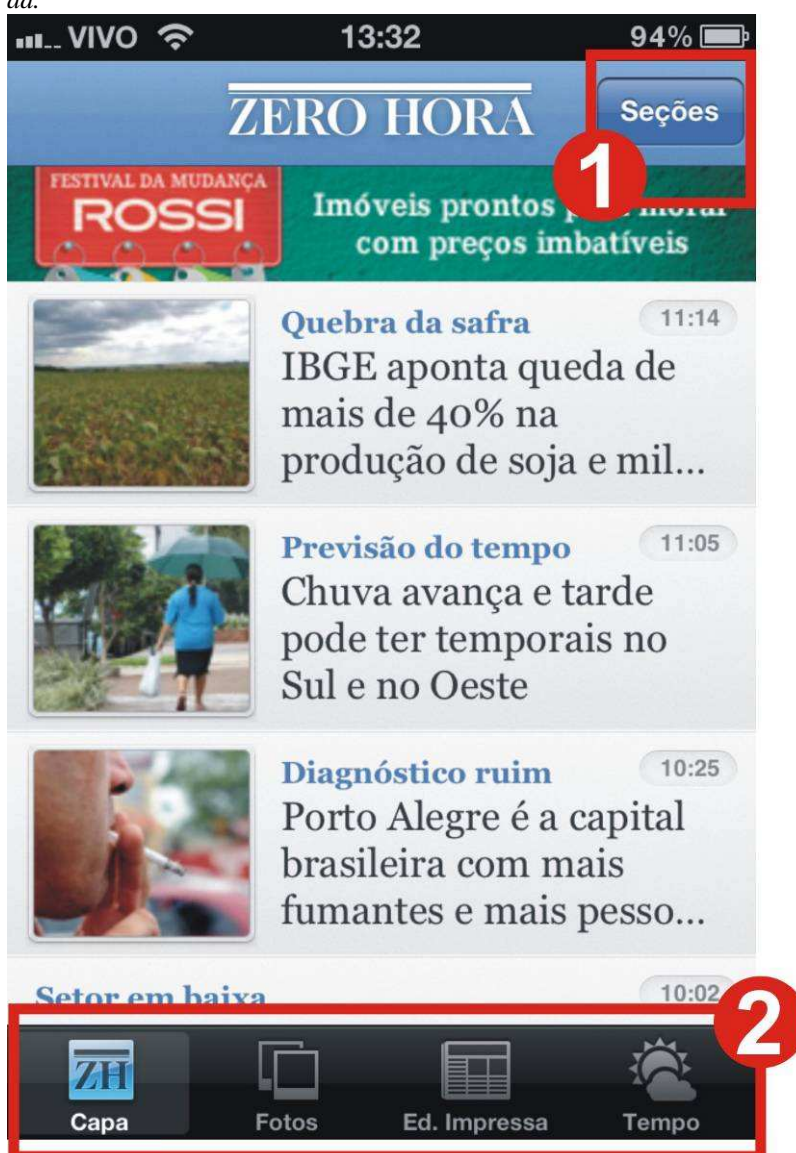 VIVO 13:32 94%
ZERO HORA
Seções
1
FESTIVAL DA MUDANÇA
ROSSI
Imóveis prontos morar
com preços imbatíveis
Quebra da safra 11:14
IBGE aponta queda de
mais de 40% na
produção de soja e mil...
Previsão do tempo 11:05
Chuva avança e tarde
pode ter temporais no
Sul e no Oeste
Diagnóstico ruim 10:25
Porto Alegre é a capital
brasileira com mais
fumantes e mais pesso...
Setor em baixa 10:02
2
ZH
Capa Fotos Ed. Impressa Tempo